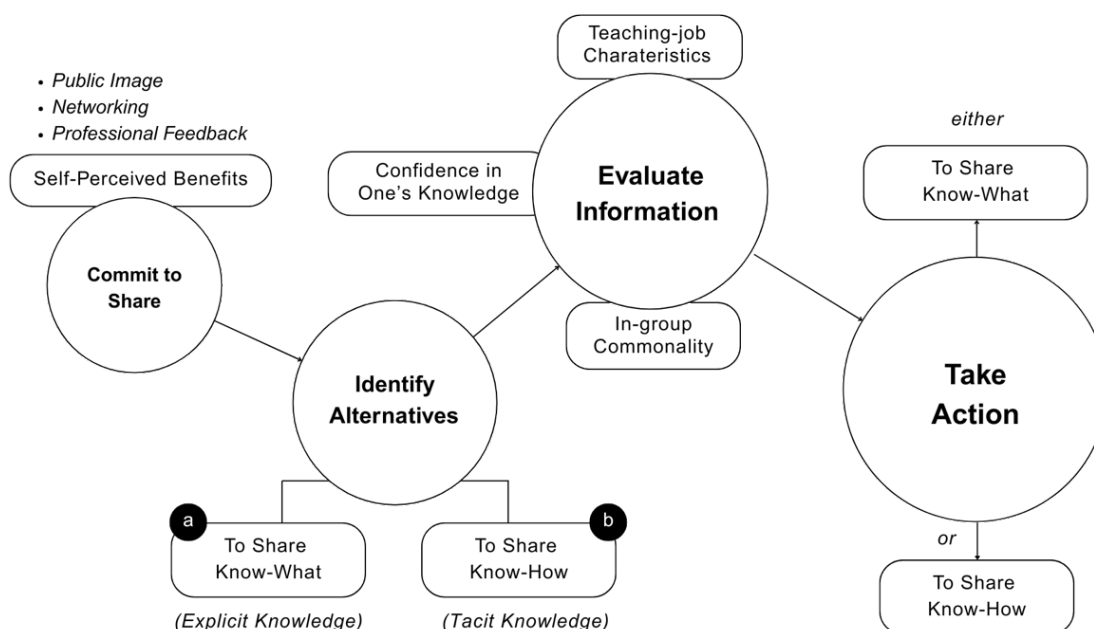 • Public Image
• Networking
• Professional Feedback
Self-Perceived Benefits
Commit to
Share
Identify
Alternatives
a
To Share
Know-What
(Explicit Knowledge)
b
To Share
Know-How
(Tacit Knowledge)
Teaching-job
Charateristics
Confidence in
One's Knowledge
Evaluate
Information
In-group
Commonality
either
To Share
Know-What
Take
Action
or
To Share
Know-How